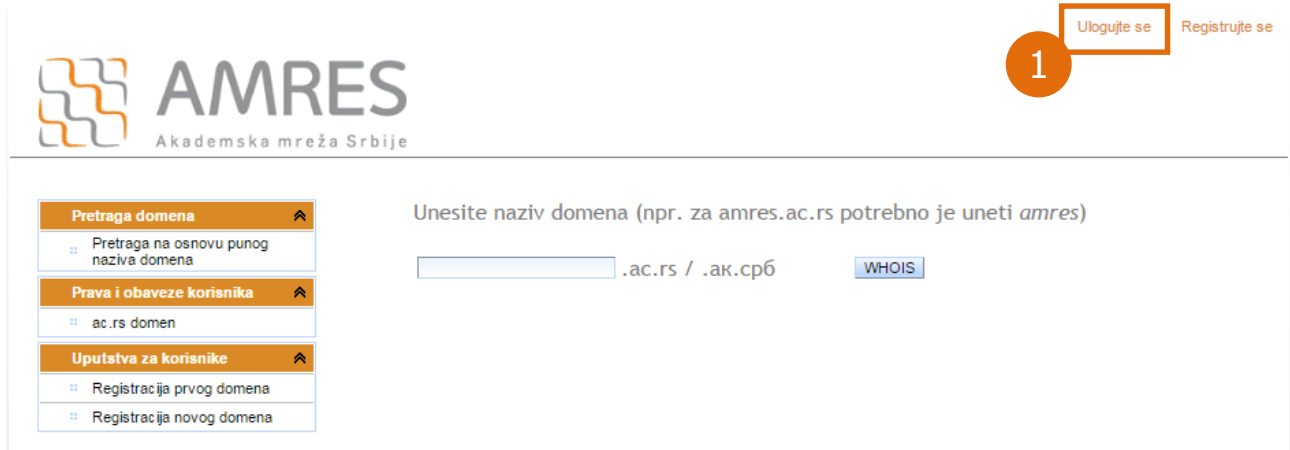 Ulogujte se Registrujte se
1
AMRES
Akademska mreža Srbije
Pretraga domena
Pretraga na osnovu punog
naziva domena
Prava i obaveze korisnika
ac.rs domen
Uputstva za korisnike
Registracija prvog domena
Registracija novog domena
Unesite naziv domena (npr. za amres.ac.rs potrebno je uneti amres)
.ac.rs / .ак.срб WHOIS